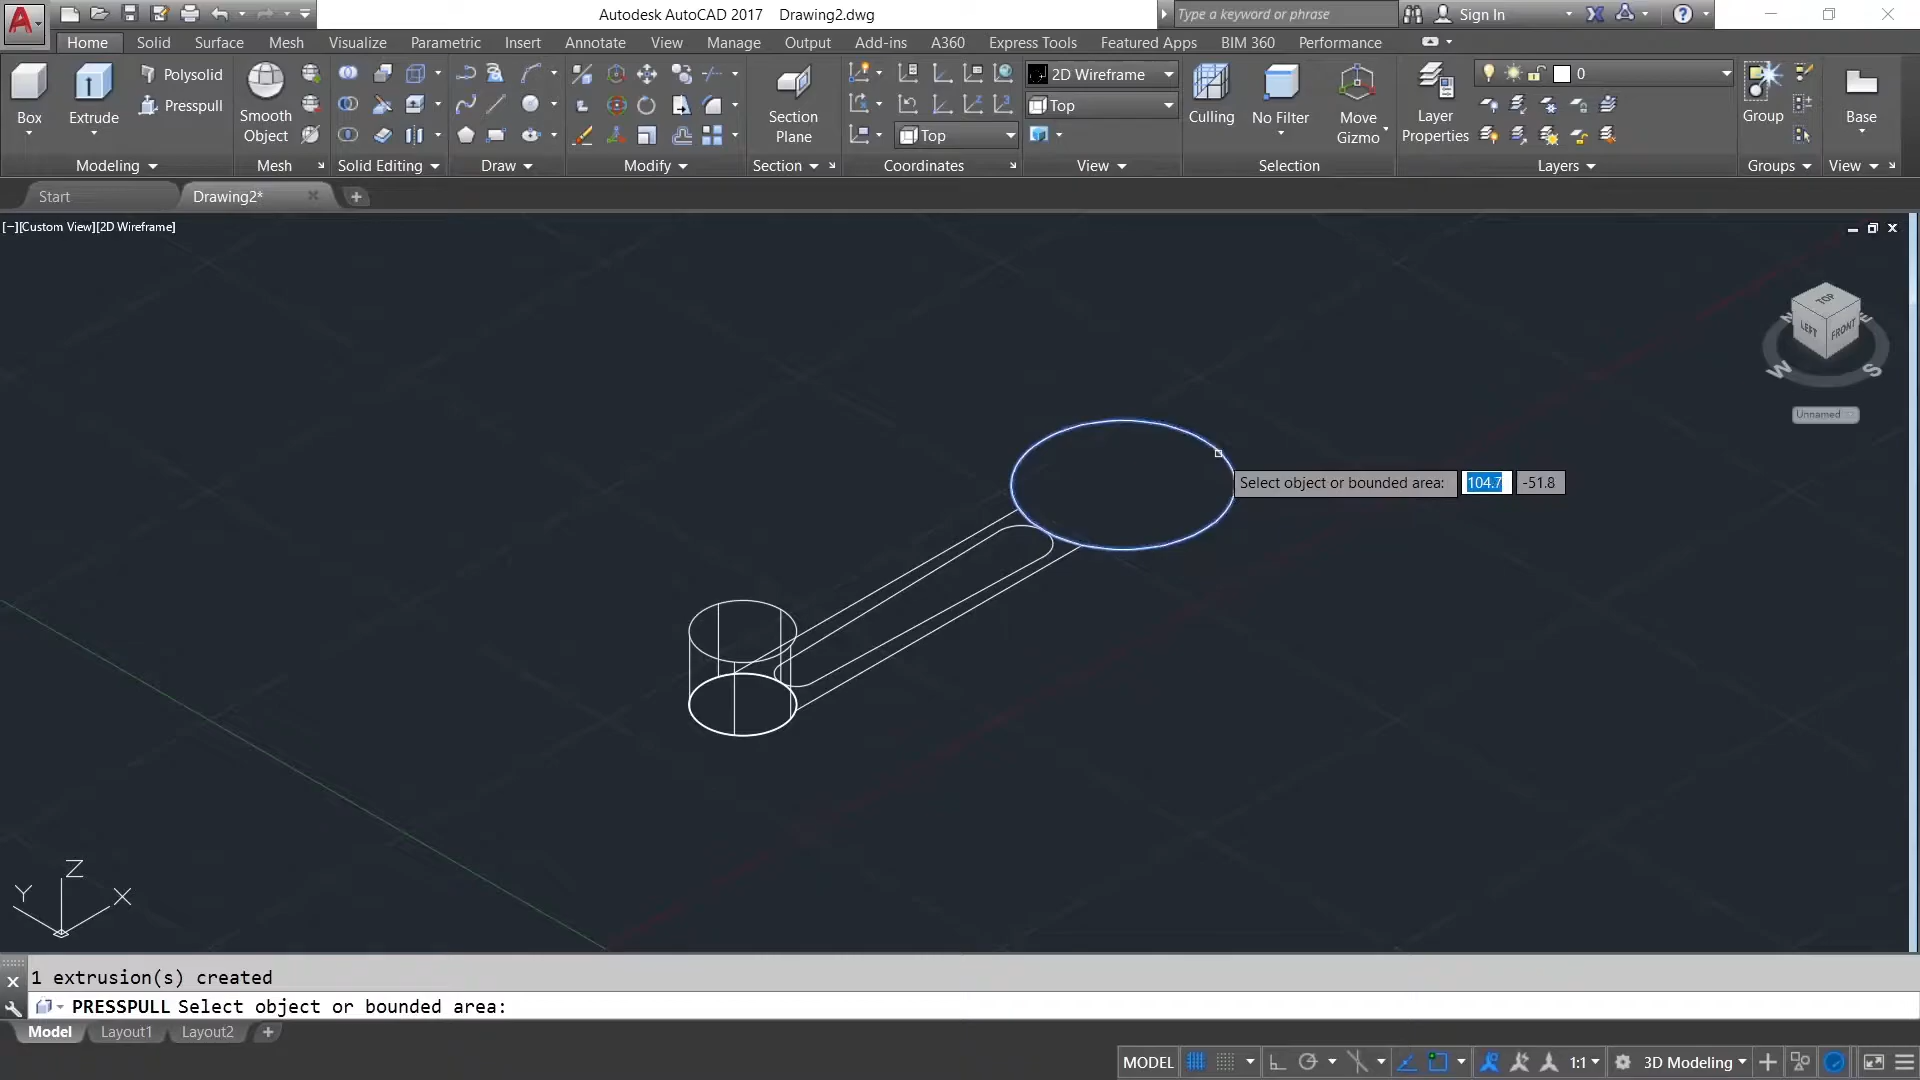 Autodesk AutoCAD 2017 Drawing2.dwg
Type a keyword or phrase
Sign In
Home Solid Surface Mesh Visualize Parametric Insert Annotate View Manage Output Add-ins A360 Express Tools Featured Apps BIM 360 Performance
Box
Extrude
Polysolid
Presspull
Smooth Object
Section Plane
Top
2D Wireframe
Top
Culling
No Filter
Move Gizmo
Layer Properties
0
Group
Base
Modeling Mesh Solid Editing Draw Modify Section Coordinates View Selection Layers Groups View
Start Drawing2*
[−][Custom View][2D Wireframe]
TOP
LEFT FRONT
N E
W S
Unnamed
Select object or bounded area: 104.7 -51.8
Z
Y X
1 extrusion(s) created
PRESSPULL Select object or bounded area:
Model Layout1 Layout2
MODEL 1:1 3D Modeling